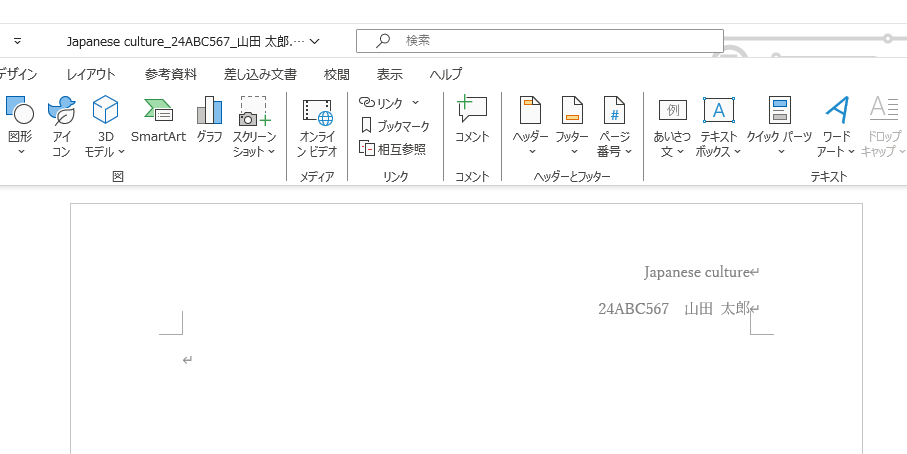 Japanese culture_24ABC567_山田 太郎.… 検索
デザイン レイアウト 参考資料 差し込み文書 校閲 表示 ヘルプ
図形 アイコン 3D モデル SmartArt グラフ スクリーン ショット オンライン ビデオ リンク ブックマーク 相互参照 コメント ヘッダー フッター ページ番号 # 例 あいさつ文 A テキスト ボックス クイック パーツ ワード アート ドロップ キャップ
図 メディア リンク コメント ヘッダーとフッター テキスト
Japanese culture
24ABC567 山田 太郎